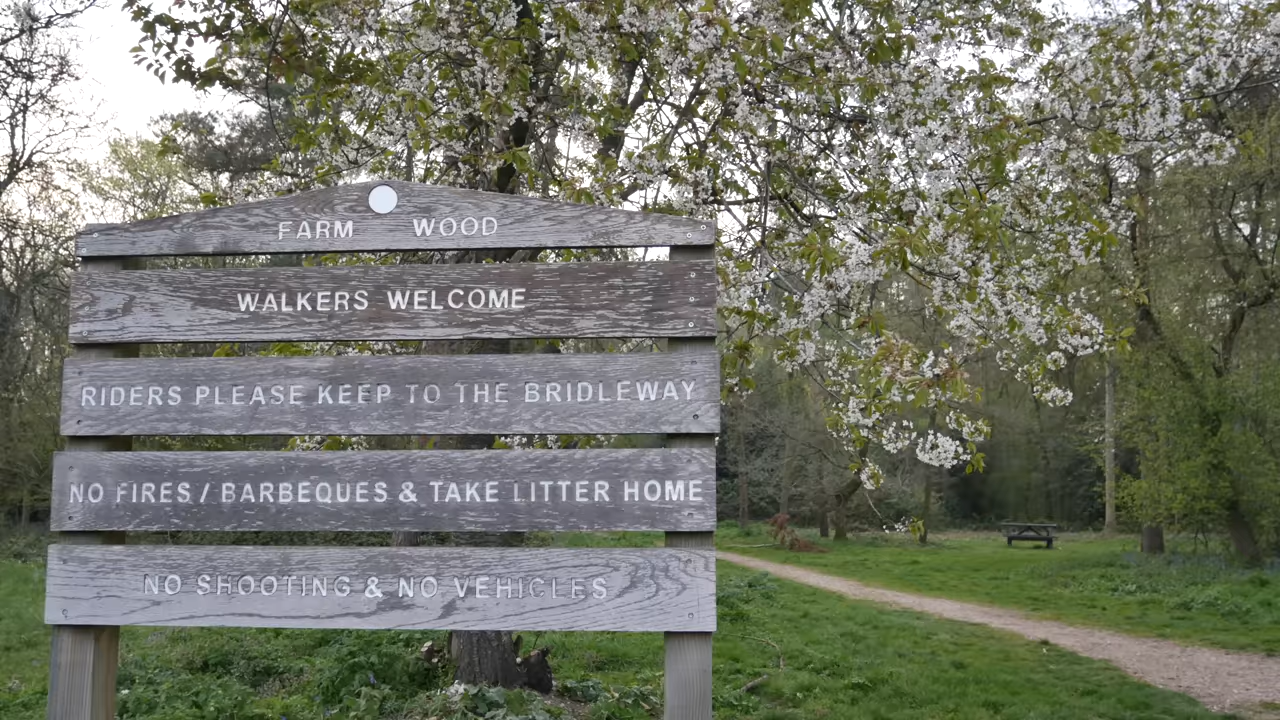 FARM WOOD
WALKERS WELCOME
RIDERS PLEASE KEEP TO THE BRIDLEWAY
NO FIRES / BARBEQUES & TAKE LITTER HOME
NO SHOOTING & NO VEHICLES